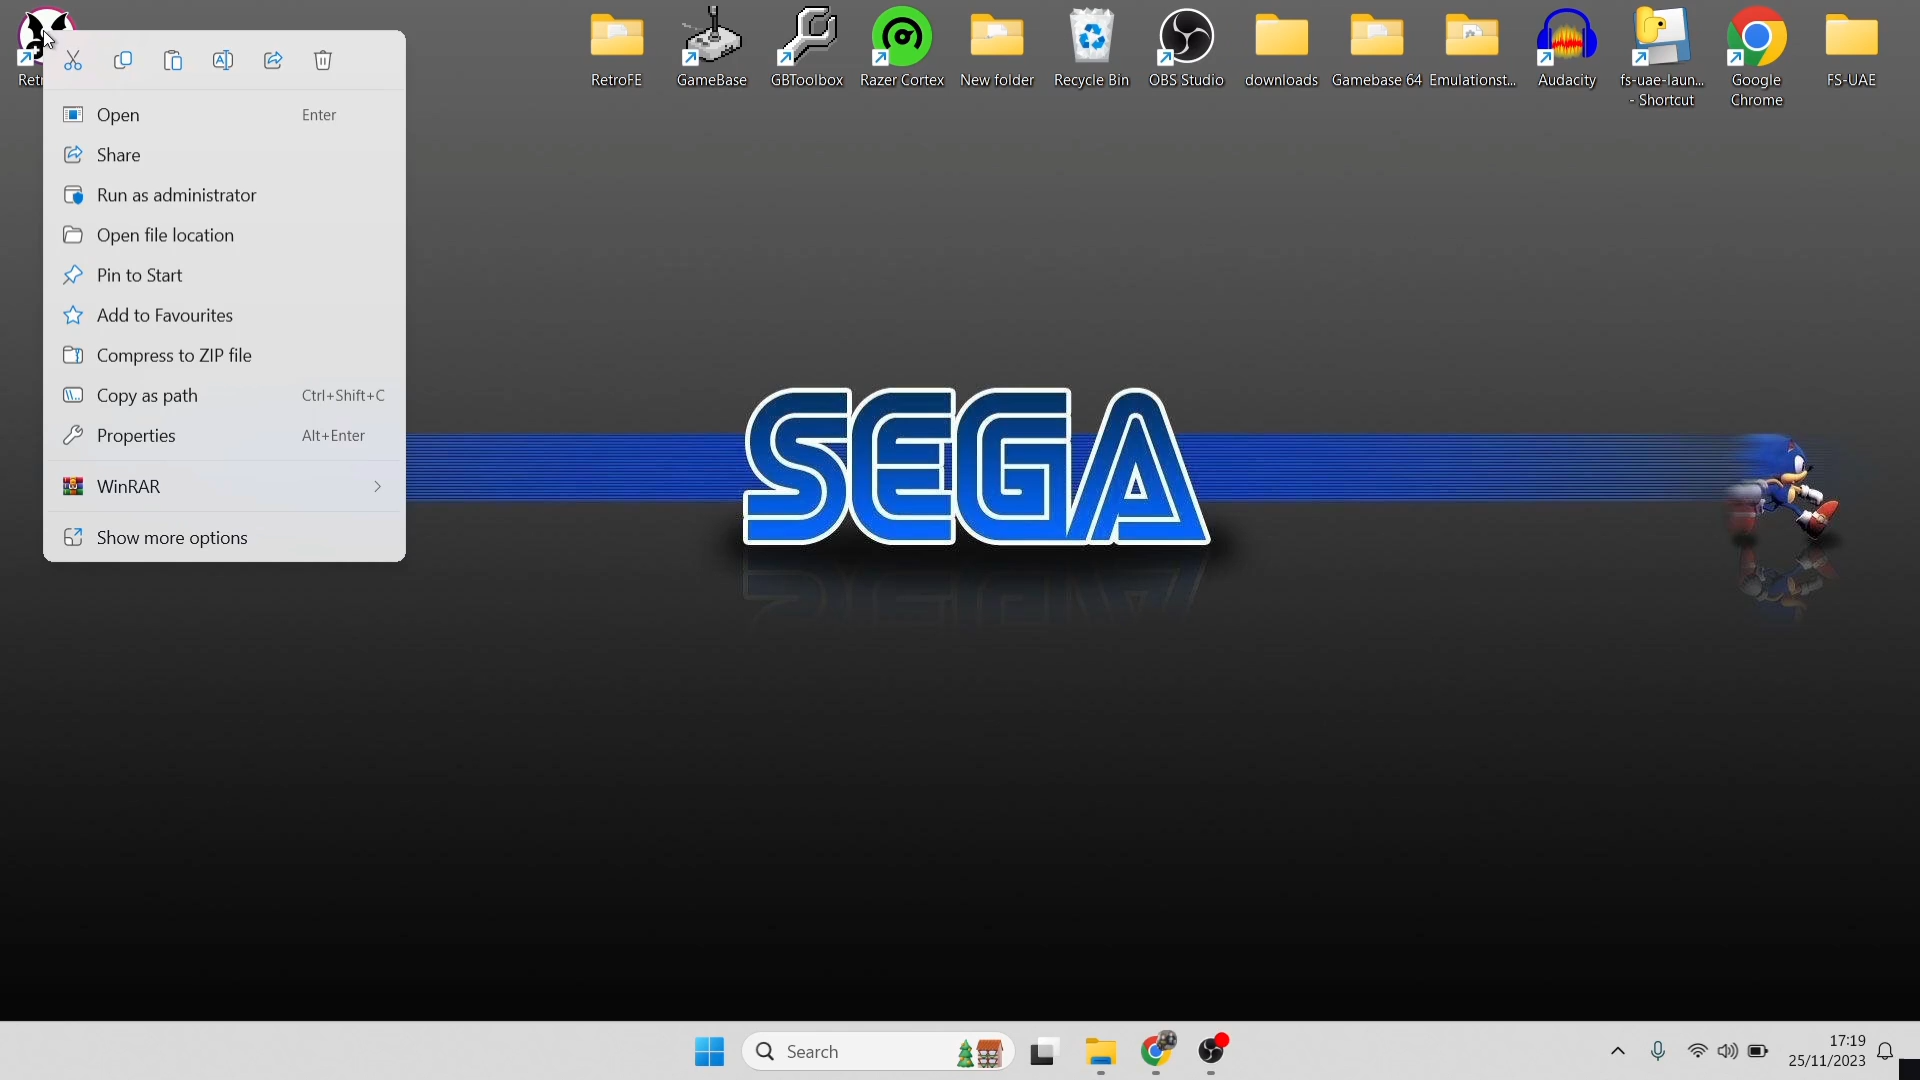 RetroFE
GameBase
GBToolbox
Razer Cortex
New folder
Recycle Bin
OBS Studio
downloads
Gamebase 64
Emulationst...
Audacity
fs-uae-laun...
- Shortcut
Google
Chrome
FS-UAE
Open Enter
Share
Run as administrator
Open file location
Pin to Start
Add to Favourites
Compress to ZIP file
Copy as path Ctrl+Shift+C
Properties Alt+Enter
WinRAR
Show more options
SEGA
Search
17:19
25/11/2023